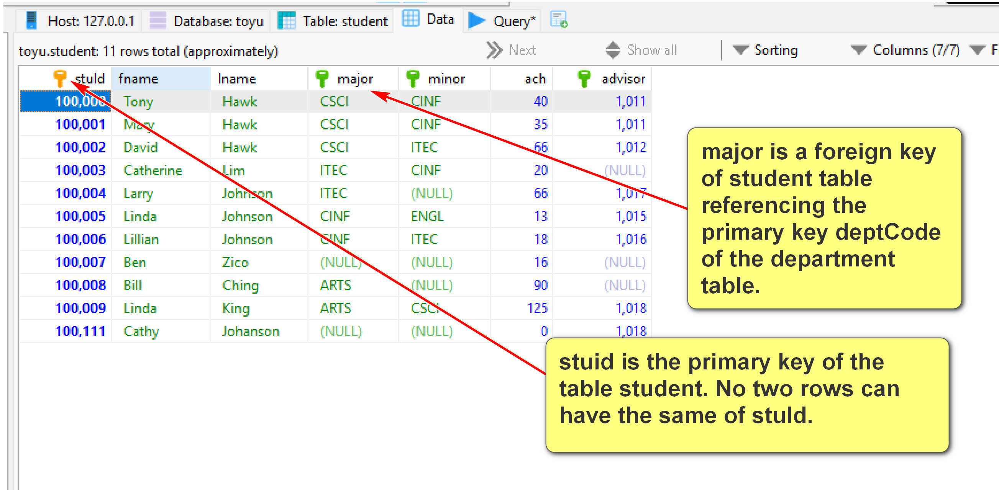 Host: 127.0.0.1 Database: toyu Table: student Data Query*
toyu.student: 11 rows total (approximately) Next Show all Sorting Columns (7/7) F
stuId fname lname major minor ach advisor
100,000 Tony Hawk CSCI CINF 40 1,011
100,001 Mary Hawk CSCI CINF 35 1,011
100,002 David Hawk CSCI ITEC 66 1,012
100,003 Catherine Lim ITEC CINF 20 (NULL)
100,004 Larry Johnson ITEC (NULL) 66 1,017
100,005 Linda Johnson CINF ENGL 13 1,015
100,006 Lillian Johnson CINF ITEC 18 1,016
100,007 Ben Zico (NULL) (NULL) 16 (NULL)
100,008 Bill Ching ARTS (NULL) 90 (NULL)
100,009 Linda King ARTS CSCI 125 1,018
100,111 Cathy Johanson (NULL) (NULL) 0 1,018
major is a foreign key
of student table
referencing the
primary key deptCode
of the department
table.
stuid is the primary key of the
table student. No two rows can
have the same of stuId.